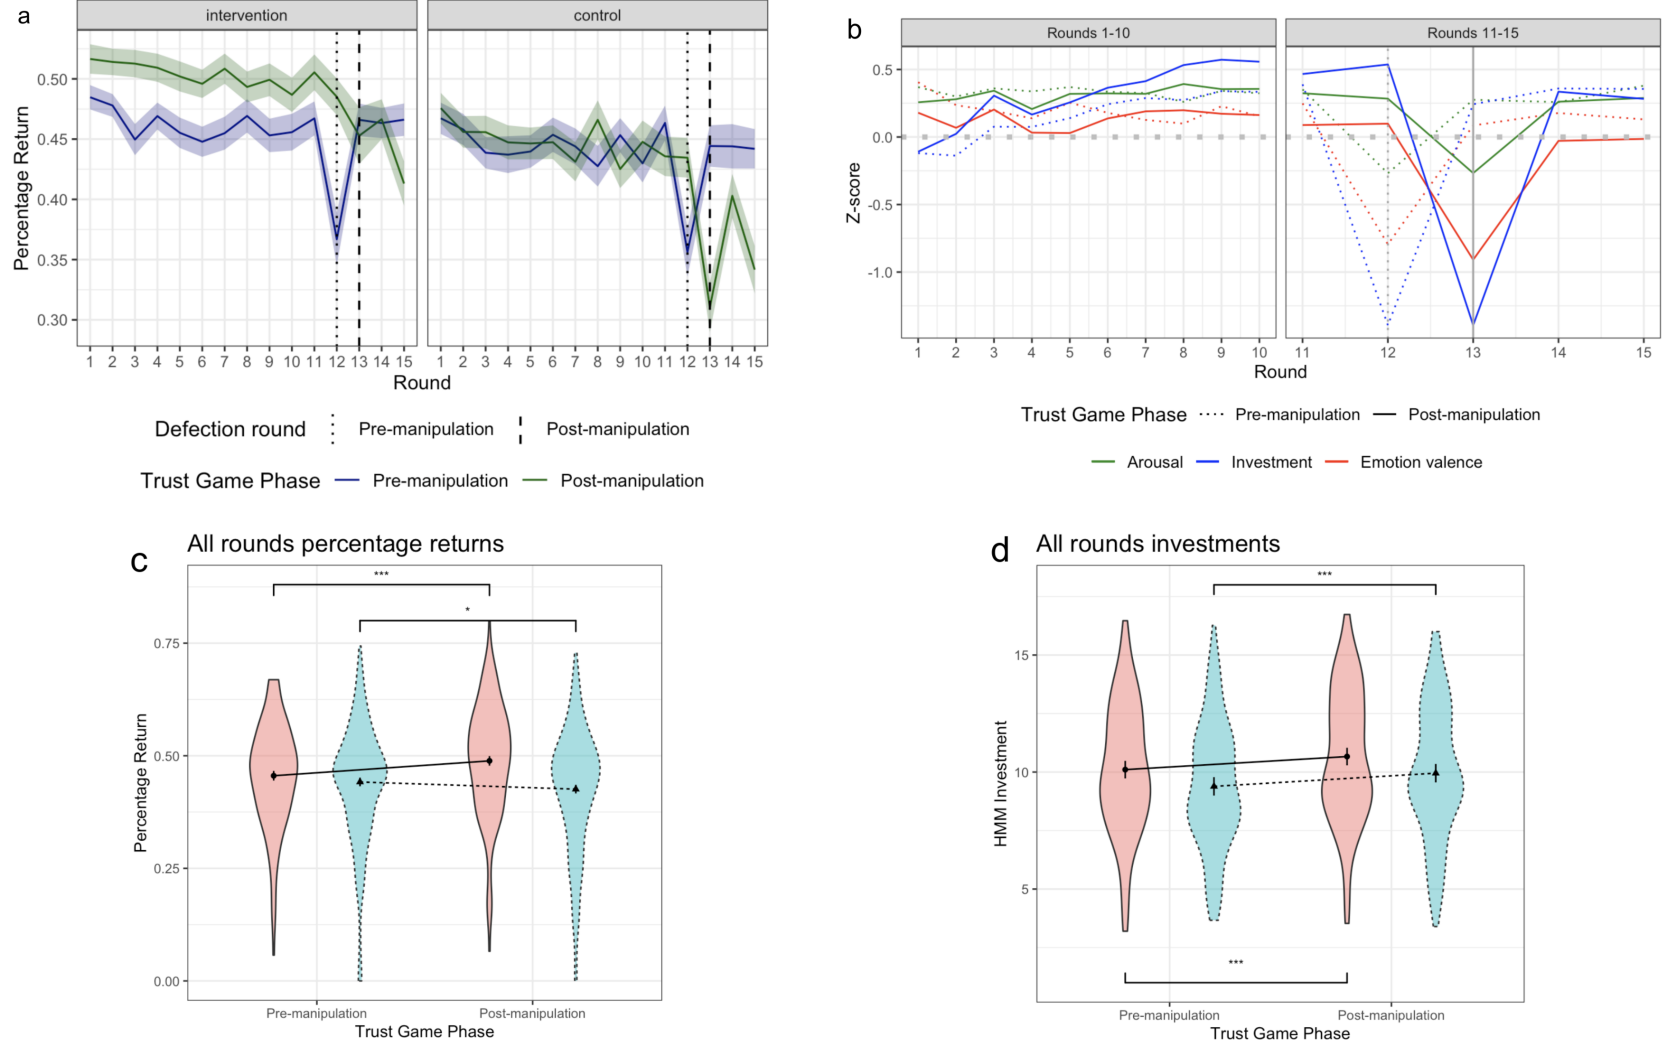 a
intervention
control
0.50
0.45
0.40
0.35
0.30
Percentage Return
1 2 3 4 5 6 7 8 9 10 11 12 13 14 15
1 2 3 4 5 6 7 8 9 10 11 12 13 14 15
Round
Defection round Pre-manipulation Post-manipulation
Trust Game Phase Pre-manipulation Post-manipulation
b
Rounds 1-10
Rounds 11-15
0.5
0.0
-0.5
-1.0
Z-score
1 2 3 4 5 6 7 8 9 10
11 12 13 14 15
Round
Trust Game Phase Pre-manipulation Post-manipulation
Arousal Investment Emotion valence
c
All rounds percentage returns
***
*
0.75
0.50
0.25
0.00
Percentage Return
Pre-manipulation Post-manipulation
Trust Game Phase
d
All rounds investments
***
15
10
5
HMM Investment
***
Pre-manipulation Post-manipulation
Trust Game Phase